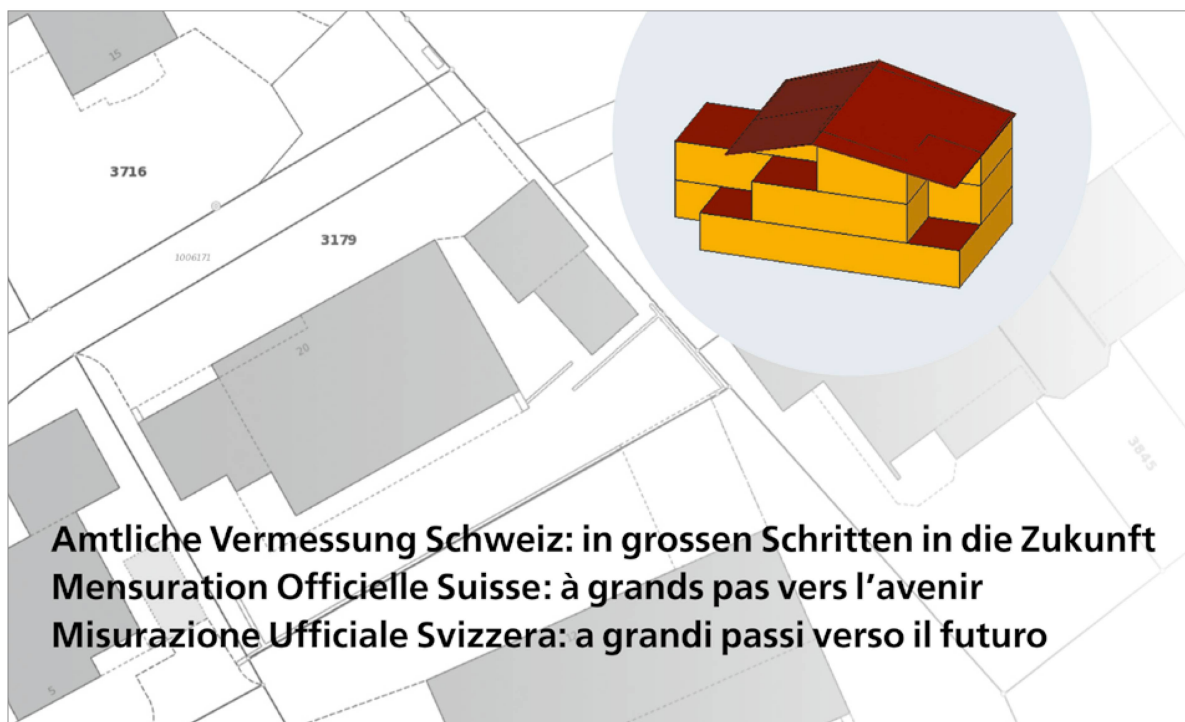 15
3716
3179
1006171
20
3845
Amtliche Vermessung Schweiz: in grossen Schritten in die Zukunft
Mensuration Officielle Suisse: à grands pas vers l’avenir
Misurazione Ufficiale Svizzera: a grandi passi verso il futuro
5